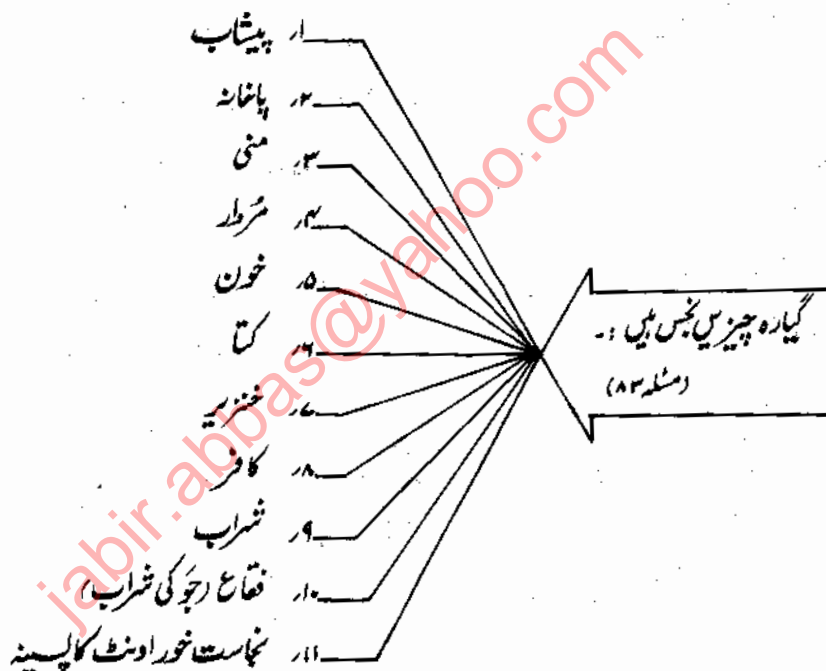 گیارہ چیزیں نجس ہیں :۔
(مسئلہ ۸۳)
۱؍ پیشاب
۲؍ پاخانہ
۳؍ منی
۴؍ مُردار
۵؍ خون
۶؍ کتا
۷؍ خنزیر
۸؍ کافر
۹؍ شراب
۱۰؍ فقاع (جَو کی شراب)
۱۱؍ نجاست خور اونٹ کا پسینہ
jabir.abbas@yahoo.com